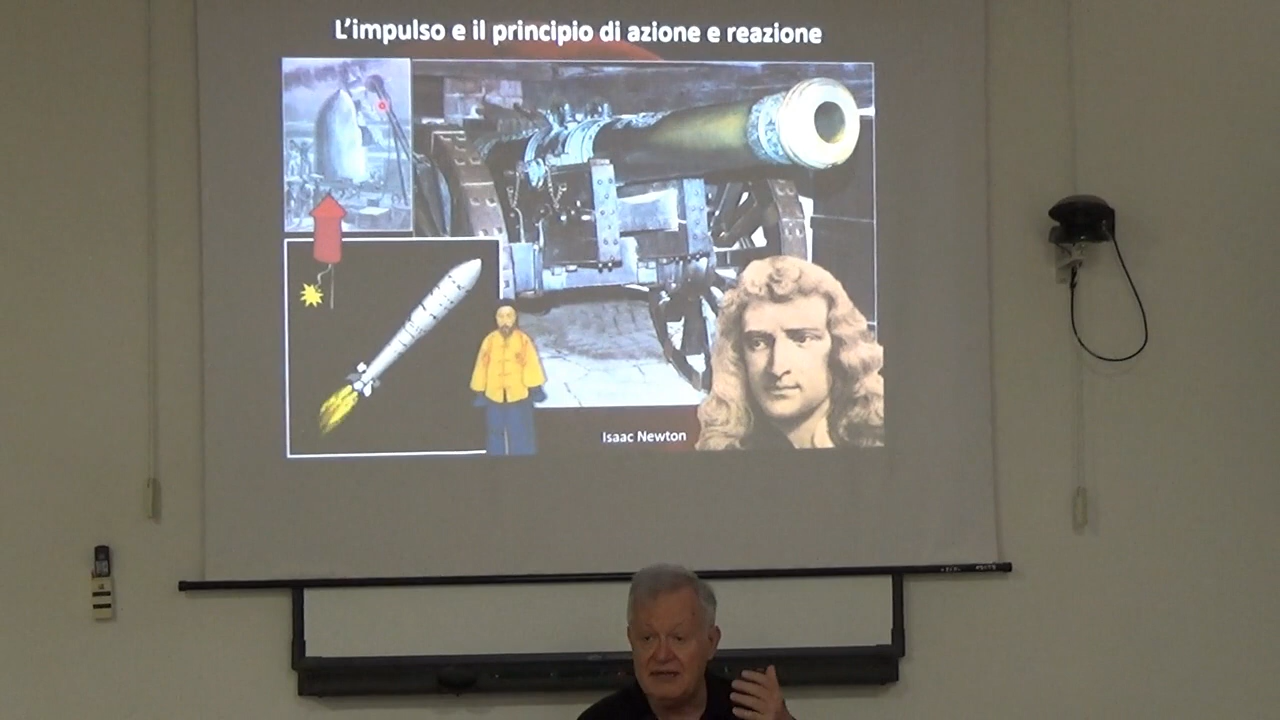 L'impulso e il principio di azione e reazione
Isaac Newton